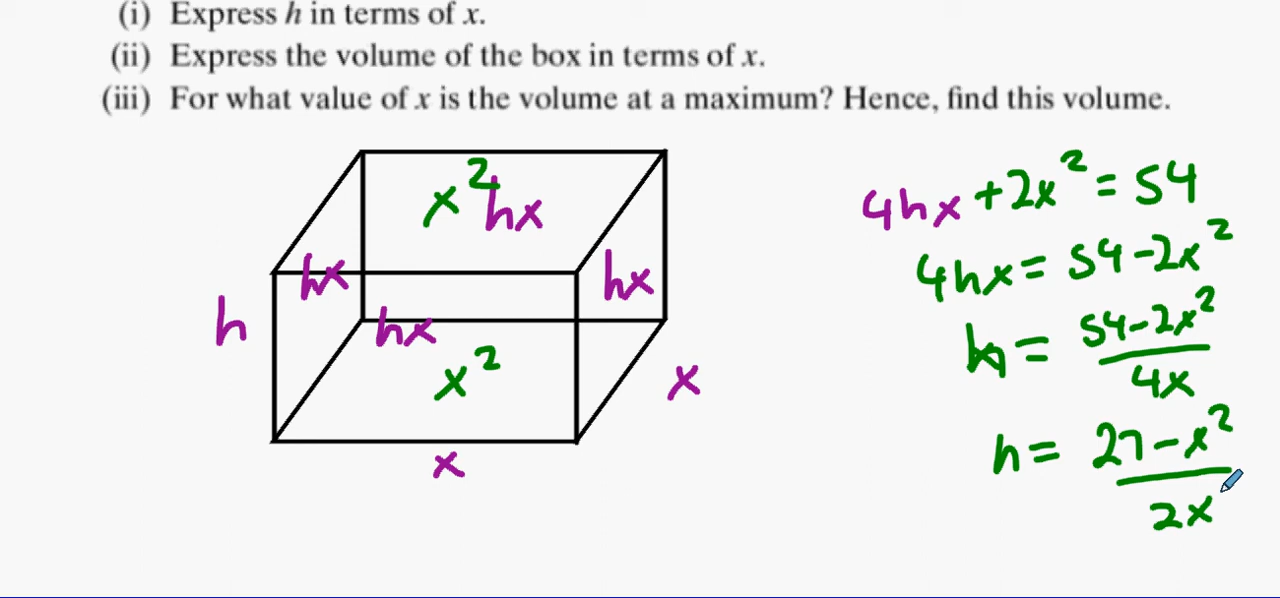 (i) Express h in terms of x.
(ii) Express the volume of the box in terms of x.
(iii) For what value of x is the volume at a maximum? Hence, find this volume.
x²
hx
hx
hx
hx
h
x²
x
x
4hx + 2x² = 54
4hx = 54 - 2x²
h = (54 - 2x²) / 4x
h = (27 - x²) / 2x